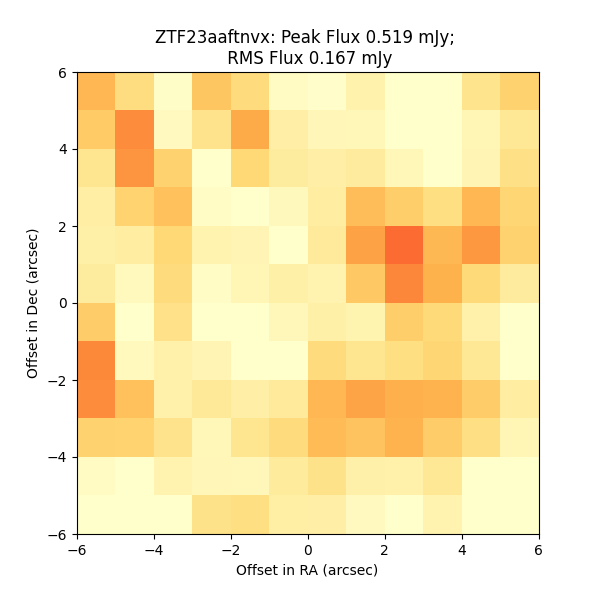 ZTF23aaftnvx: Peak Flux 0.519 mJy;
RMS Flux 0.167 mJy
6
4
2
0
−2
−4
−6
Offset in Dec (arcsec)
−6 −4 −2 0 2 4 6
Offset in RA (arcsec)